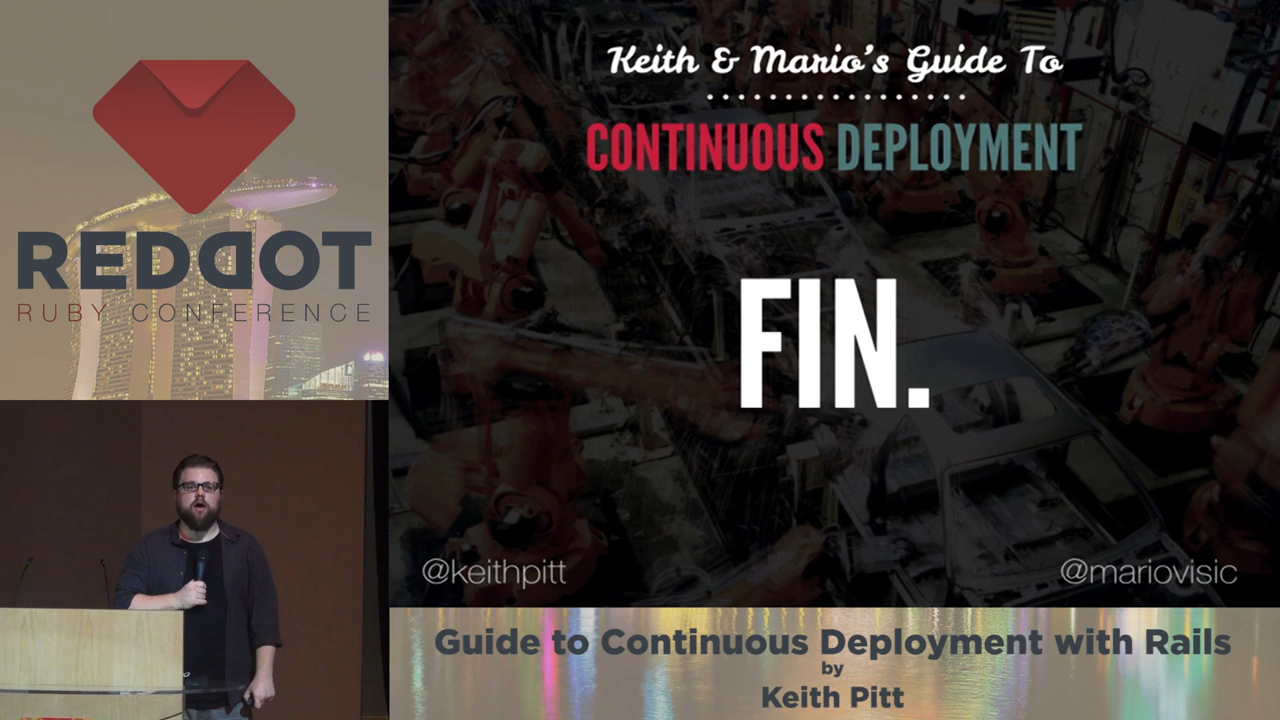 REDDOT
RUBY CONFERENCE
Keith & Mario's Guide To
CONTINUOUS DEPLOYMENT
FIN.
@keithpitt
@mariovisic
Guide to Continuous Deployment with Rails
by
Keith Pitt